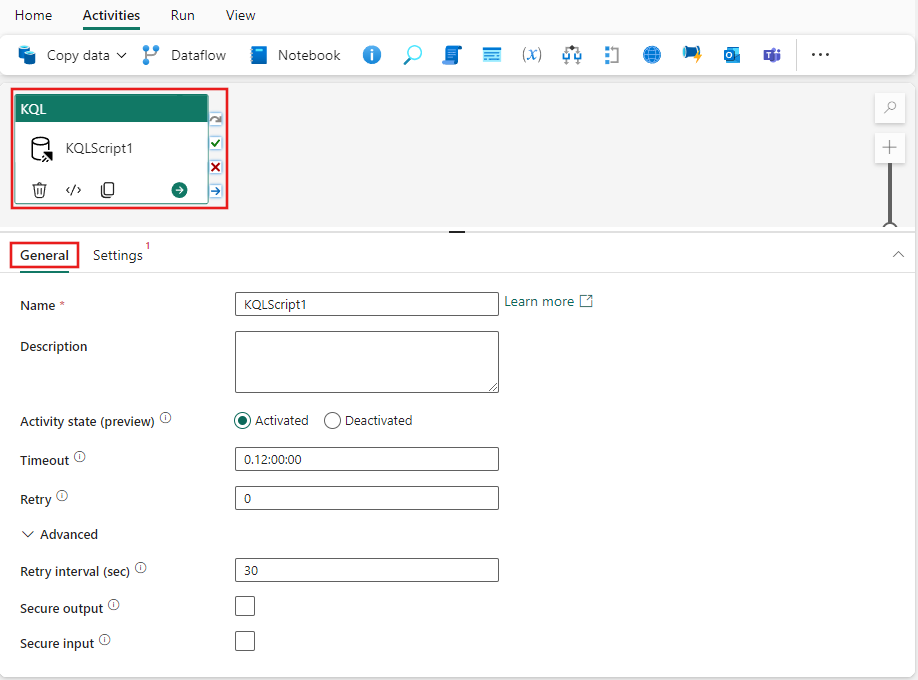 Home Activities Run View
Copy data Dataflow Notebook (x)
KQL
KQLScript1
</>
General Settings 1
Name * KQLScript1 Learn more
Description
Activity state (preview) Activated Deactivated
Timeout 0.12:00:00
Retry 0
Advanced
Retry interval (sec) 30
Secure output
Secure input